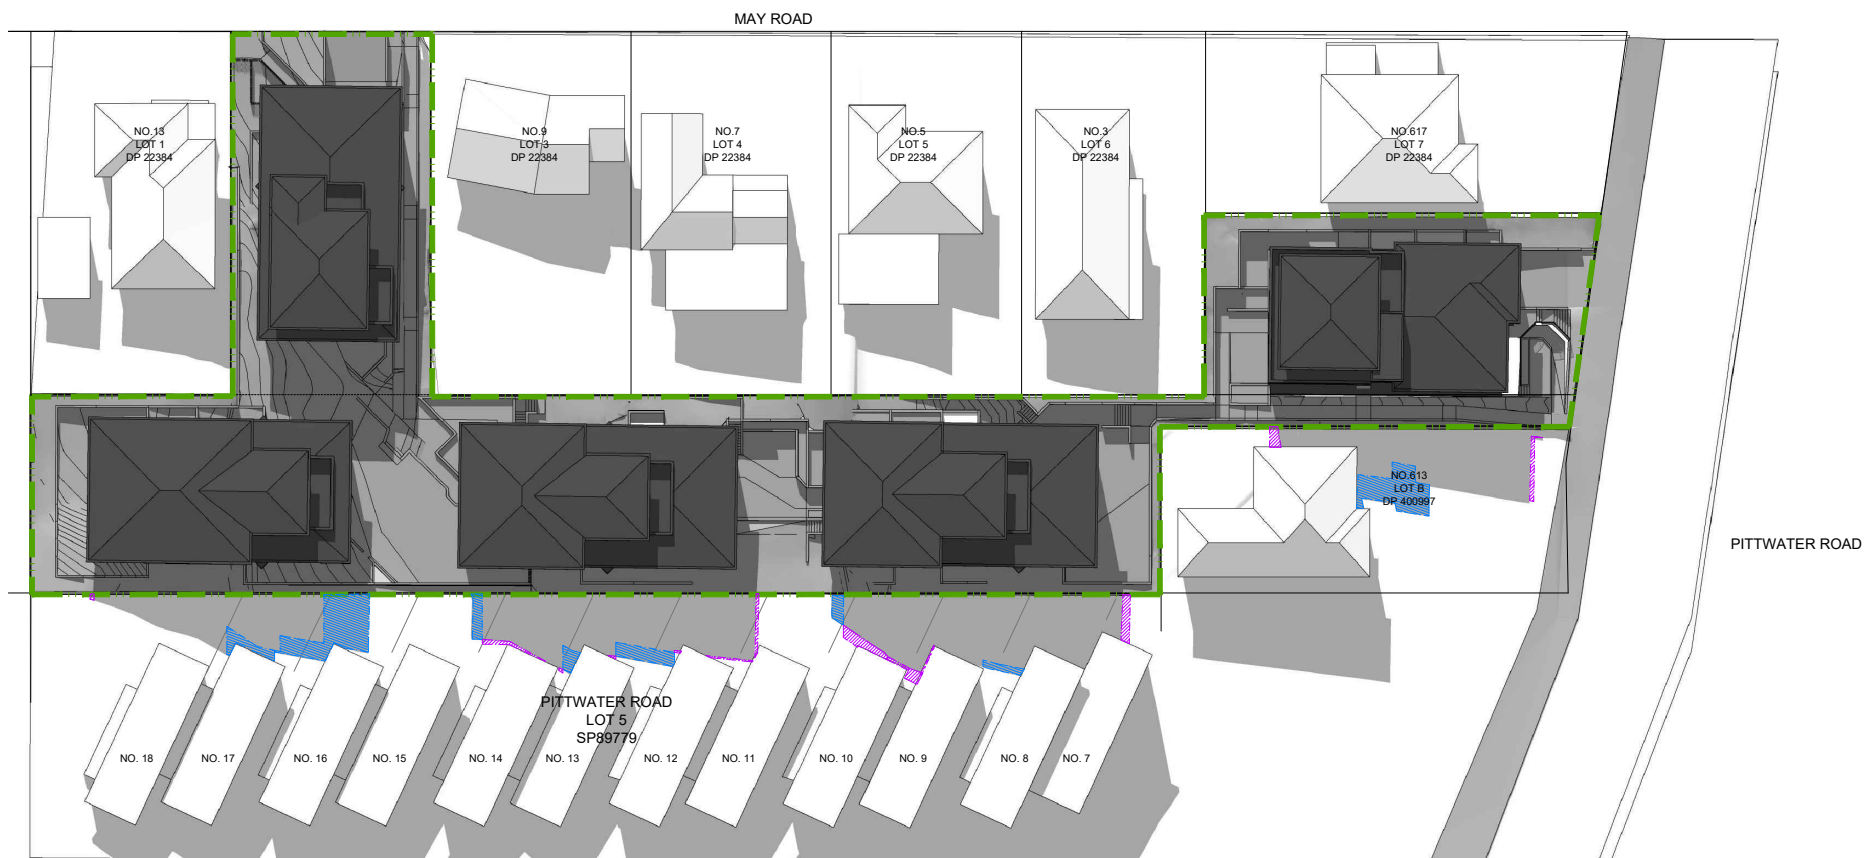 MAY ROAD
NO.13
LOT 1
DP 22384
NO.9
LOT 3
DP 22384
NO.7
LOT 4
DP 22384
NO.5
LOT 5
DP 22384
NO.3
LOT 6
DP 22384
NO.617
LOT 7
DP 22384
NO.613
LOT B
DP 400997
PITTWATER ROAD
PITTWATER ROAD
LOT 5
SP89779
NO. 18
NO. 17
NO. 16
NO. 15
NO. 14
NO. 13
NO. 12
NO. 11
NO. 10
NO. 9
NO. 8
NO. 7